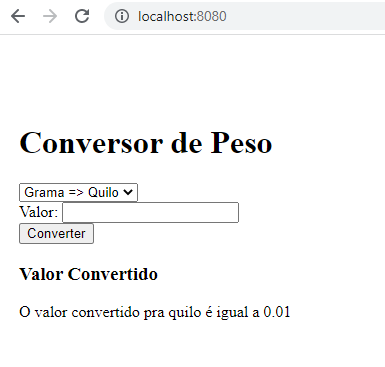 localhost:8080
Conversor de Peso
Grama => Quilo
Valor:
Converter
Valor Convertido
O valor convertido pra quilo é igual a 0.01